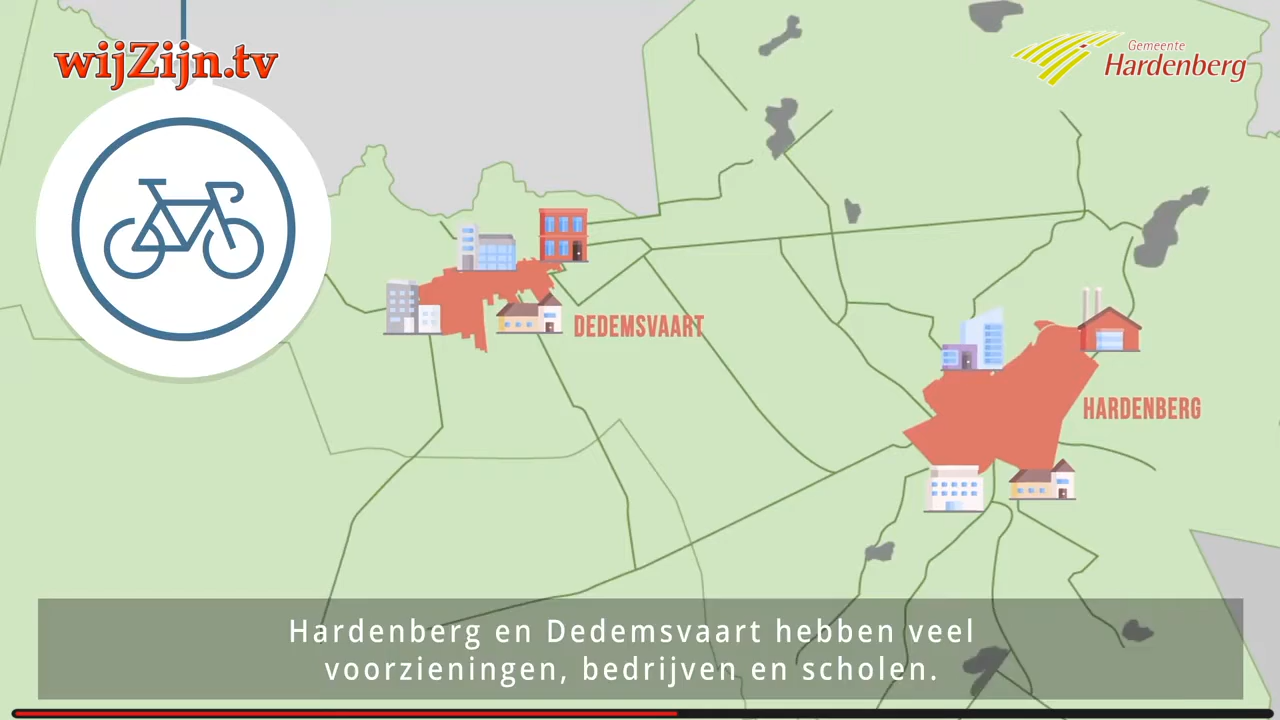 wijZijn.tv
Gemeente
Hardenberg
DEDEMSVAART
HARDENBERG
Hardenberg en Dedemsvaart hebben veel
voorzieningen, bedrijven en scholen.